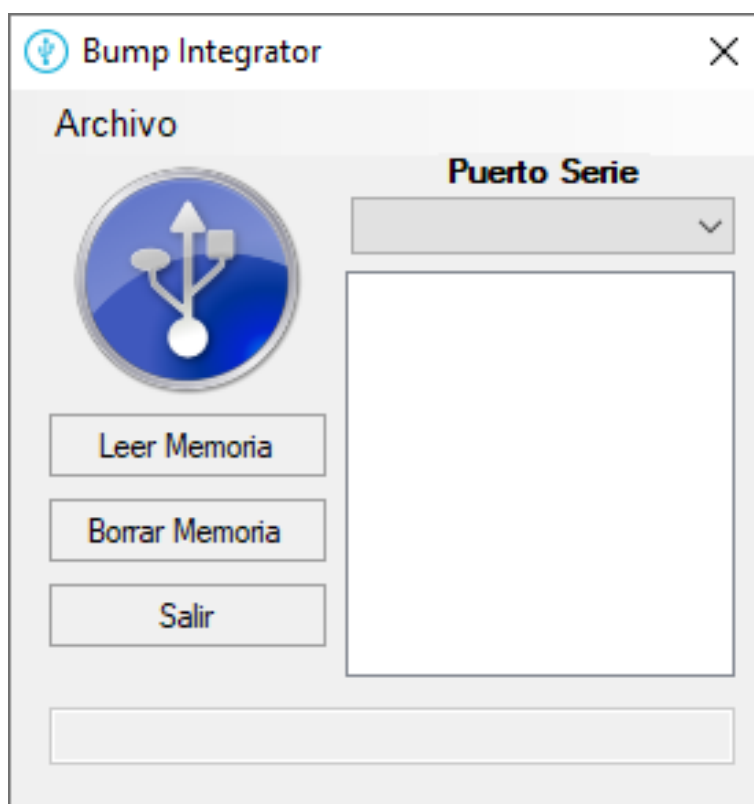 Bump Integrator
Archivo
Puerto Serie
Leer Memoria
Borrar Memoria
Salir